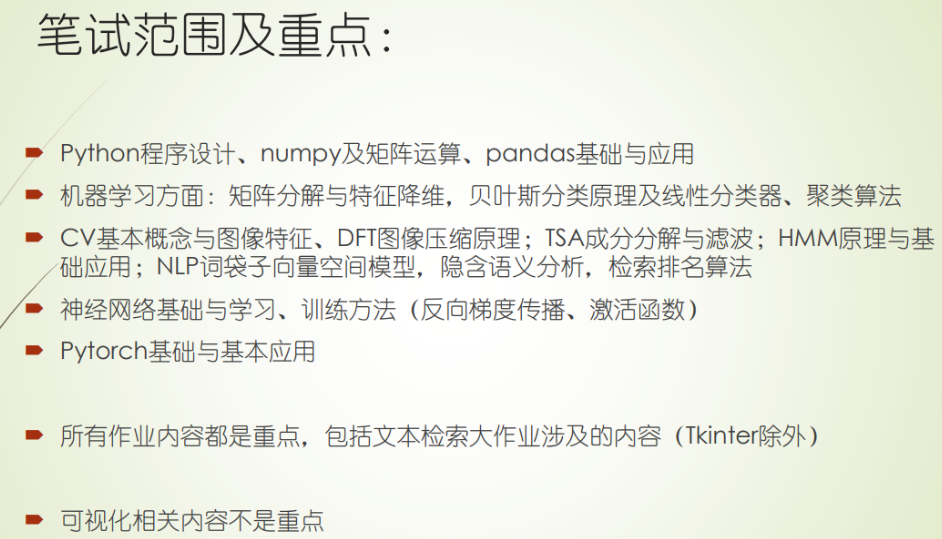 笔试范围及重点：
Python程序设计、numpy及矩阵运算、pandas基础与应用
机器学习方面：矩阵分解与特征降维，贝叶斯分类原理及线性分类器、聚类算法
CV基本概念与图像特征、DFT图像压缩原理；TSA成分分解与滤波；HMM原理与基
础应用；NLP词袋子向量空间模型，隐含语义分析，检索排名算法
神经网络基础与学习、训练方法（反向梯度传播、激活函数）
Pytorch基础与基本应用
所有作业内容都是重点，包括文本检索大作业涉及的内容（Tkinter除外）
可视化相关内容不是重点